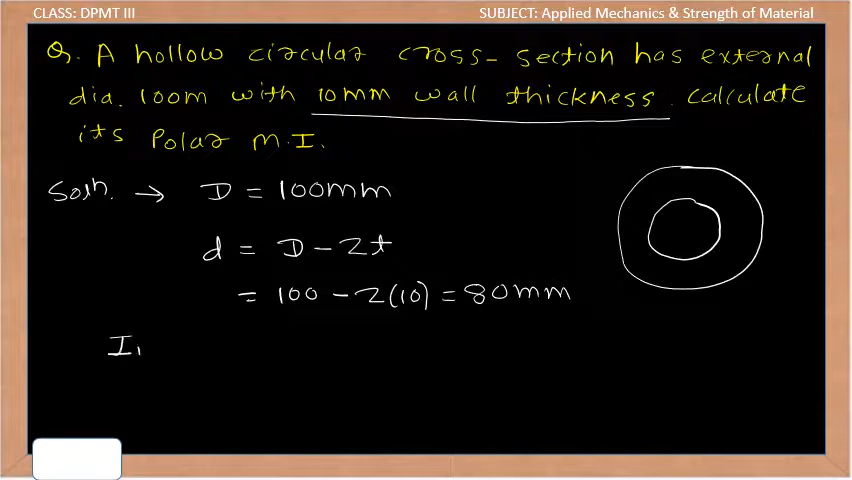 CLASS: DPMT III
SUBJECT: Applied Mechanics & Strength of Material
Q. A hollow circular cross-section has external
dia. 100m with 10mm wall thickness. calculate
its Polar M.I.
Soln. → D = 100mm
d = D - 2t
= 100 - 2(10) = 80mm
I